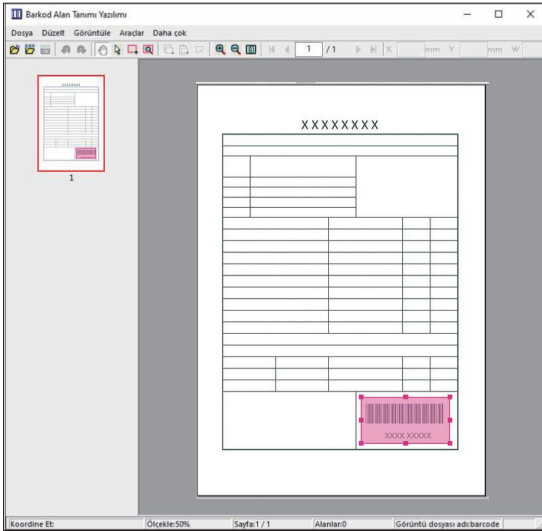 Barkod Alan Tanımı Yazılımı
Dosya Düzelt Görüntüle Araçlar Daha çok
1 / 1 X mm Y mm W
XXXXXXXX
1
XXXX XXXXX
Koordine Et: Ölçekle:50% Sayfa:1 / 1 Alanlar:0 Görüntü dosyası adı:barcode